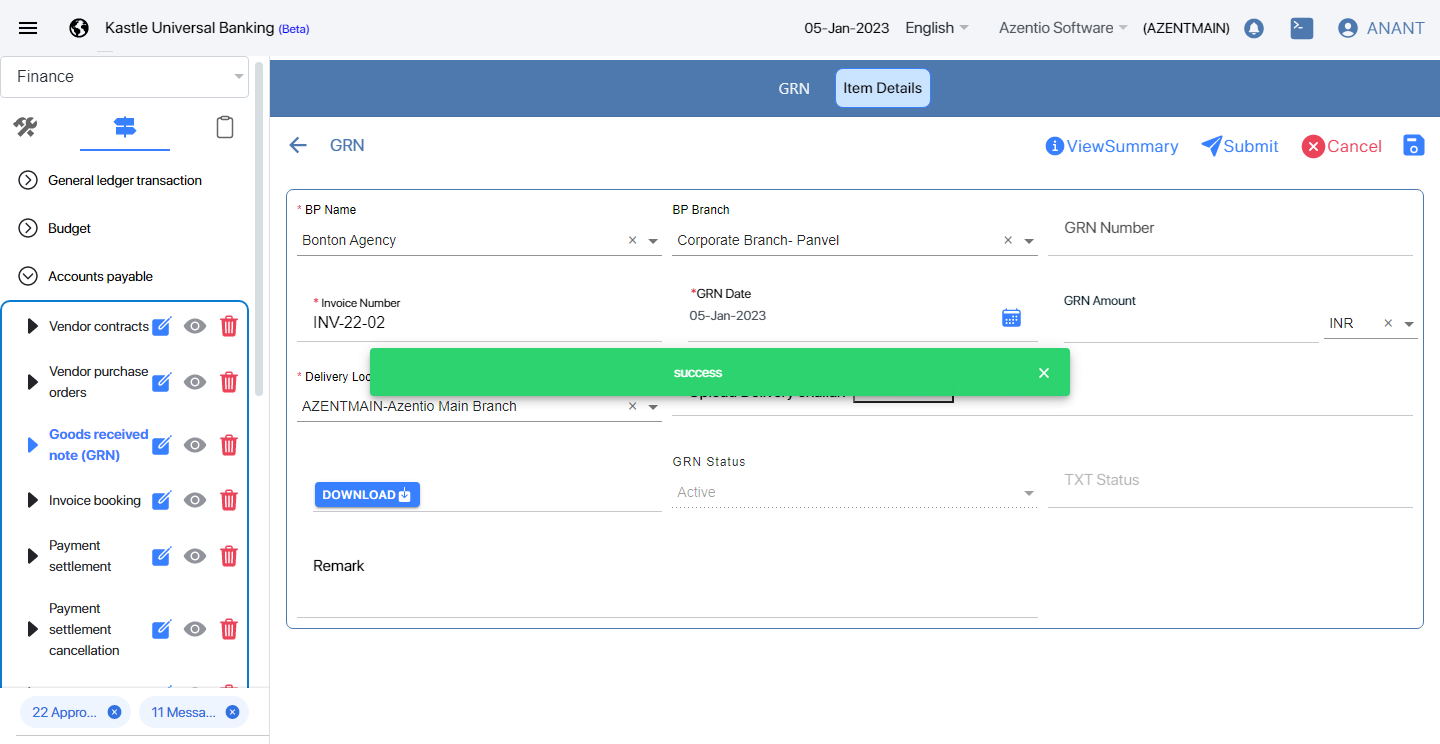 Kastle Universal Banking (Beta)
05-Jan-2023
English
Azentio Software
(AZENTMAIN)
ANANT
Finance
General ledger transaction
Budget
Accounts payable
Vendor contracts
Vendor purchase
orders
Goods received
note (GRN)
Invoice booking
Payment
settlement
Payment
settlement
cancellation
22 Appro...
11 Messa...
GRN
Item Details
GRN
ViewSummary
Submit
Cancel
* BP Name
Bonton Agency
BP Branch
Corporate Branch- Panvel
GRN Number
* Invoice Number
INV-22-02
*GRN Date
05-Jan-2023
GRN Amount
INR
success
* Delivery Loc
AZENTMAIN-Azentio Main Branch
DOWNLOAD
GRN Status
Active
TXT Status
Remark